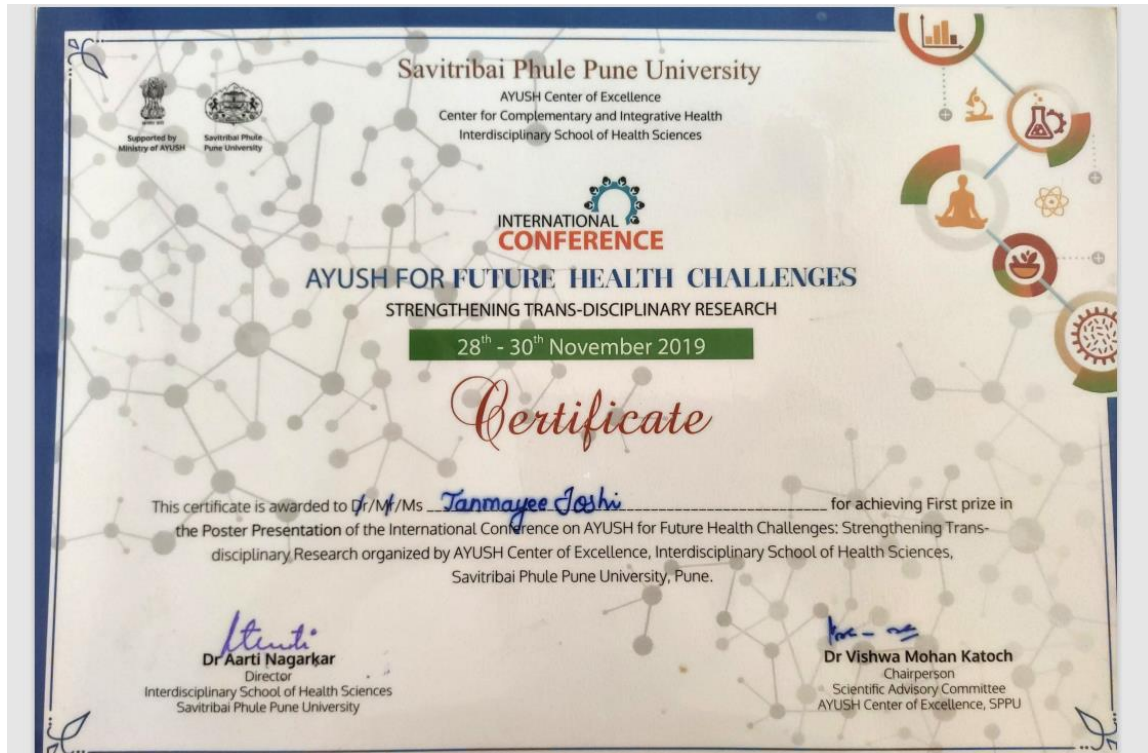 Savitribai Phule Pune University
AYUSH Center of Excellence
Center for Complementary and Integrative Health
Interdisciplinary School of Health Sciences
Supported by
Ministry of AYUSH
Savitribai Phule
Pune University
INTERNATIONAL
CONFERENCE
AYUSH FOR FUTURE HEALTH CHALLENGES
STRENGTHENING TRANS-DISCIPLINARY RESEARCH
28th - 30th November 2019
Certificate
This certificate is awarded to Dr/Mr/Ms Tanmayee Joshi for achieving First prize in
the Poster Presentation of the International Conference on AYUSH for Future Health Challenges: Strengthening Trans-
disciplinary Research organized by AYUSH Center of Excellence, Interdisciplinary School of Health Sciences,
Savitribai Phule Pune University, Pune.
Dr Aarti Nagarkar
Director
Interdisciplinary School of Health Sciences
Savitribai Phule Pune University
Dr Vishwa Mohan Katoch
Chairperson
Scientific Advisory Committee
AYUSH Center of Excellence, SPPU